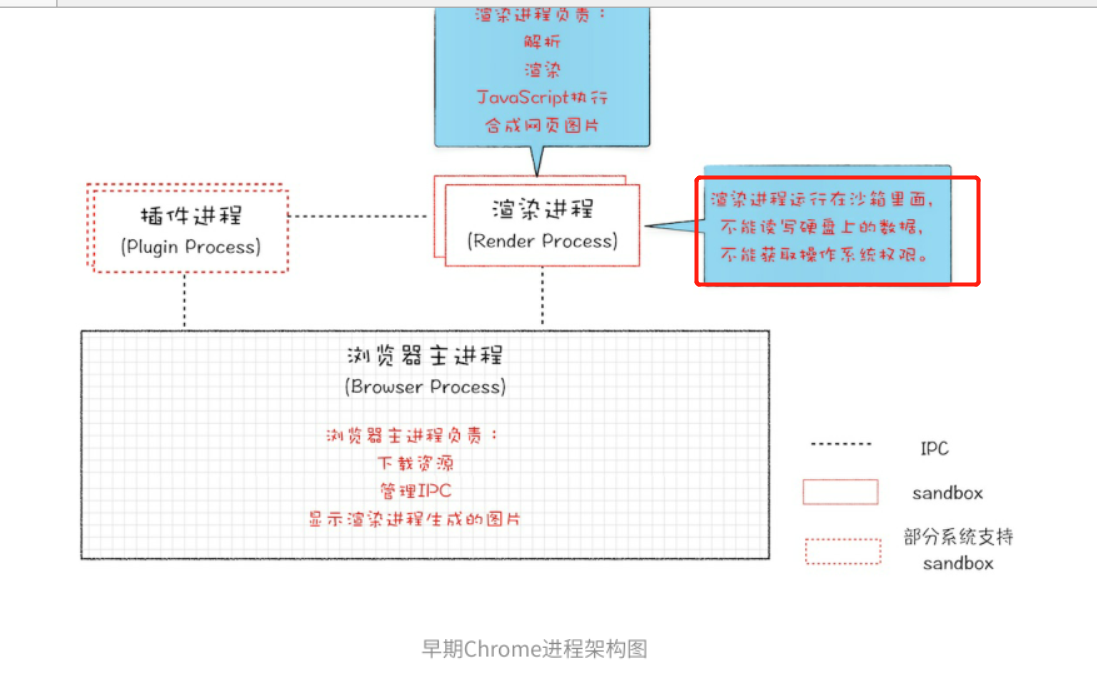 渲染进程负责：
解析
渲染
JavaScript执行
合成网页图片
插件进程
(Plugin Process)
渲染进程
(Render Process)
渲染进程运行在沙箱里面，
不能读写硬盘上的数据，
不能获取操作系统权限。
浏览器主进程
(Browser Process)
浏览器主进程负责：
下载资源
管理IPC
显示渲染进程生成的图片
IPC
sandbox
部分系统支持
sandbox
早期Chrome进程架构图